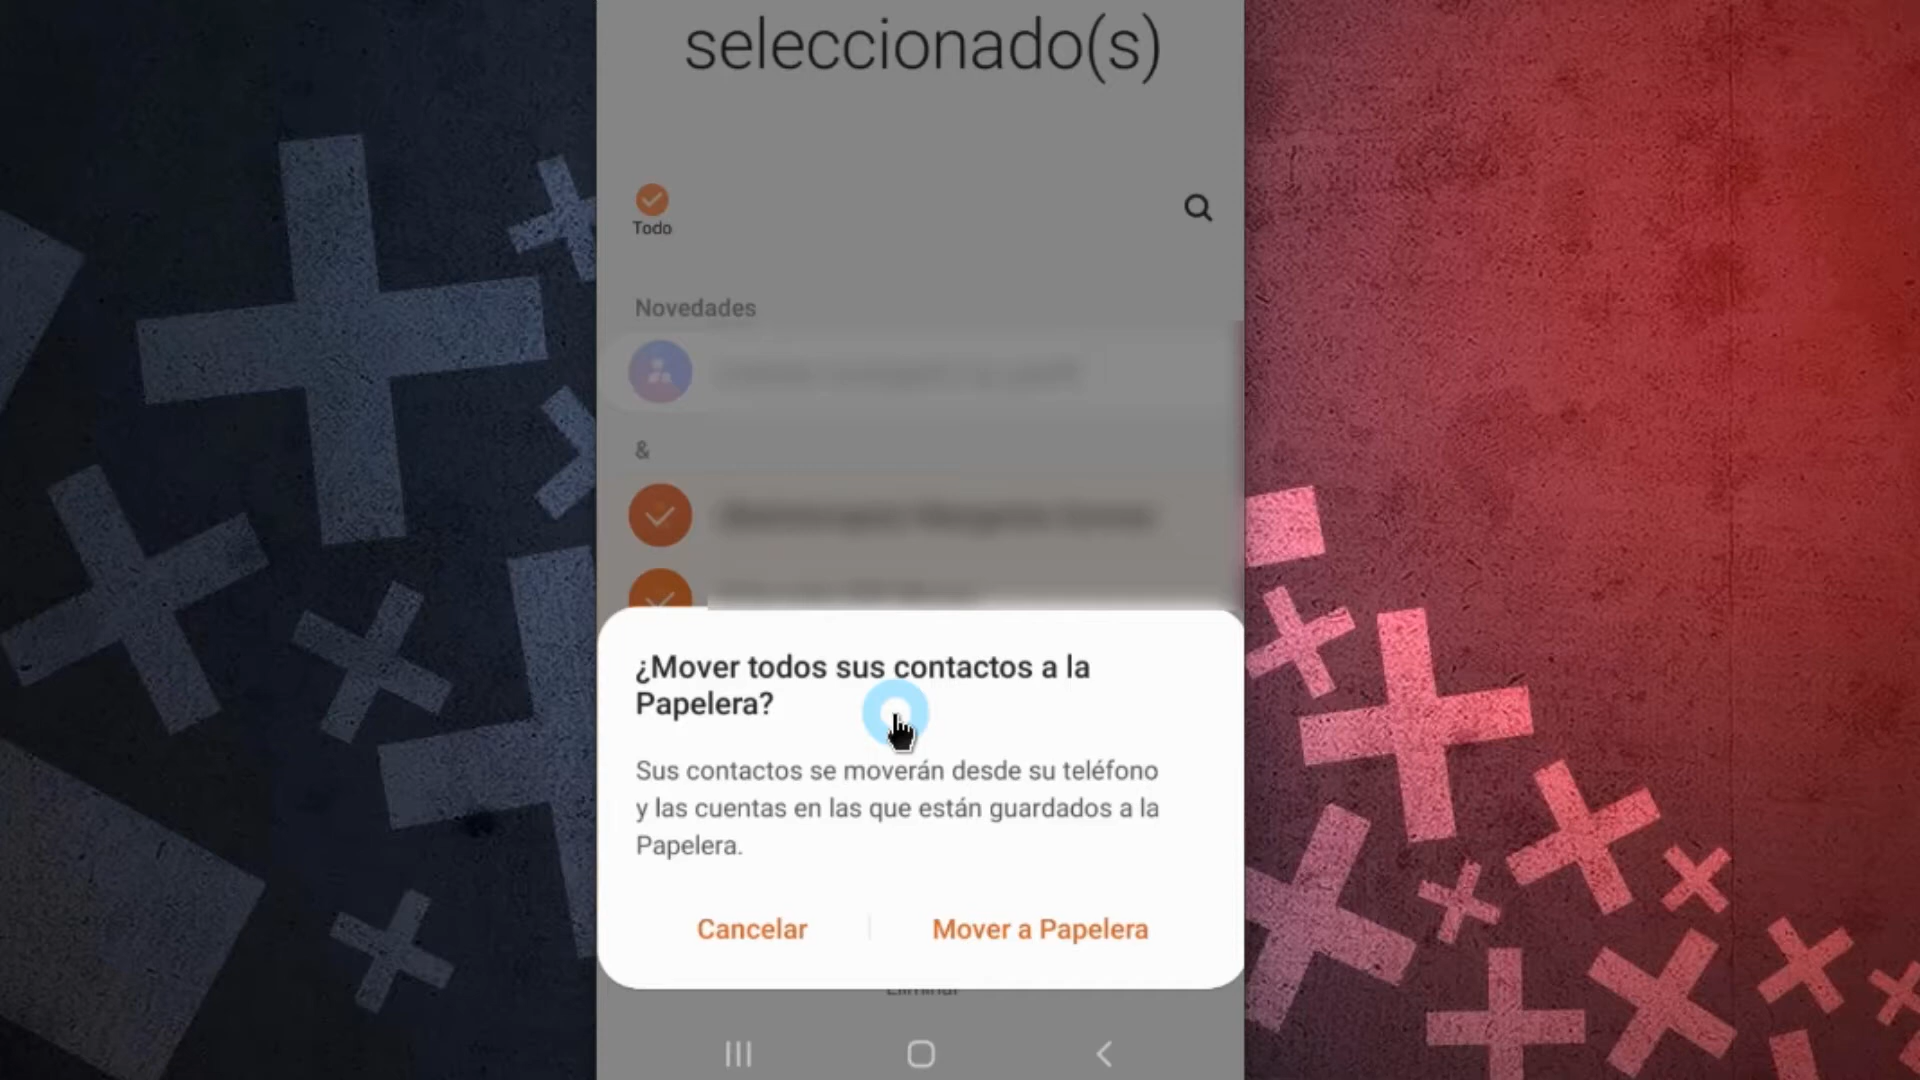 seleccionado(s)
Todo
Novedades
&
¿Mover todos sus contactos a la
Papelera?
Sus contactos se moverán desde su teléfono
y las cuentas en las que están guardados a la
Papelera.
Cancelar
Mover a Papelera
Eliminar